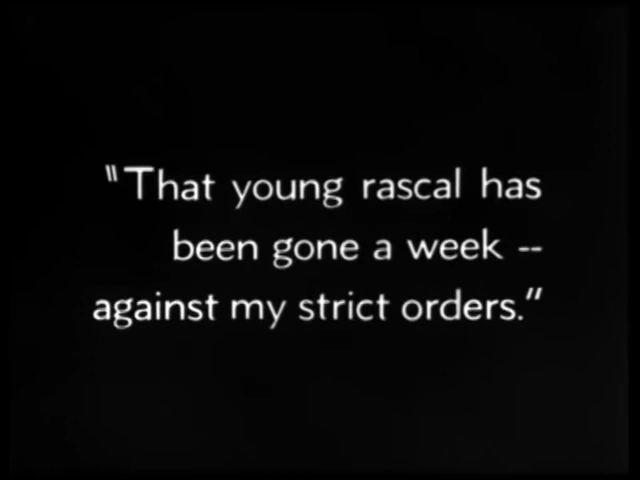 "That young rascal has
been gone a week --
against my strict orders."